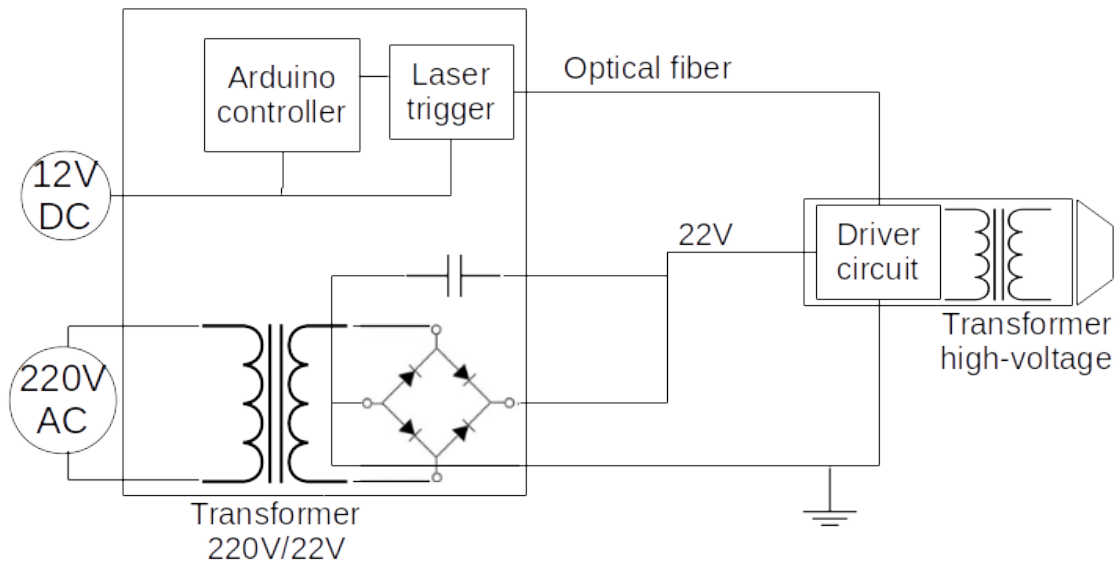 Arduino
controller
Laser
trigger
Optical fiber
12V
DC
22V
Driver
circuit
Transformer
high-voltage
220V
AC
Transformer
220V/22V